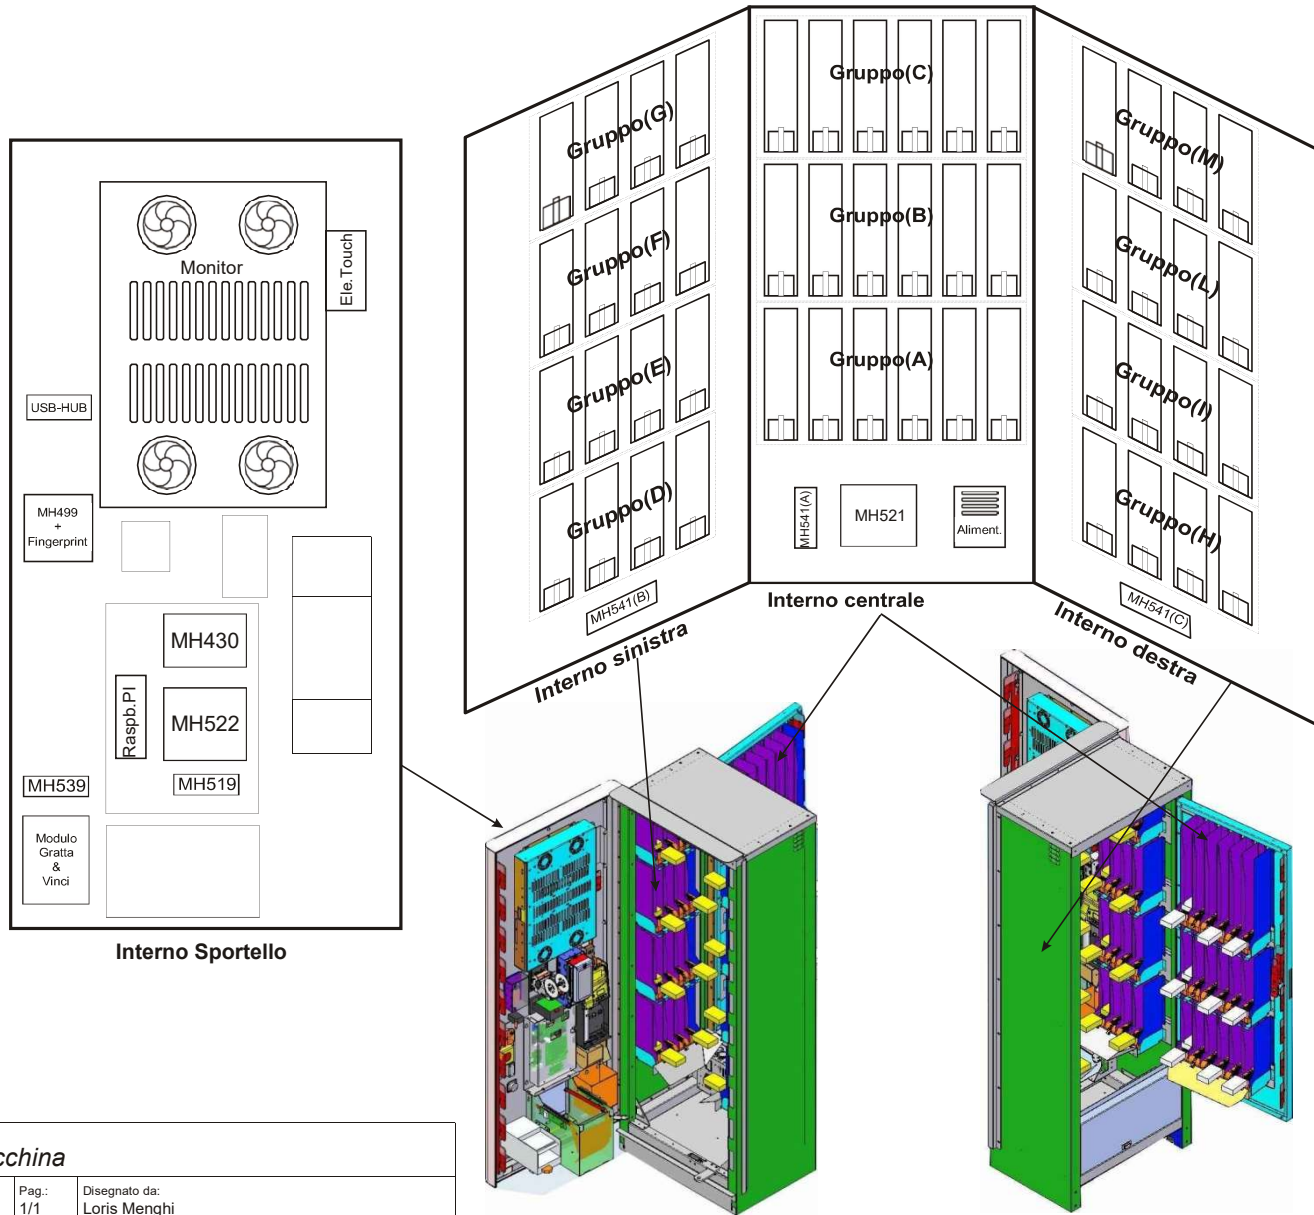 Monitor
Ele.Touch
USB-HUB
MH499
+
Fingerprint
MH430
Raspb.PI
MH522
MH539
MH519
Modulo
Gratta
&
Vinci
Interno Sportello
Gruppo(G)
Gruppo(F)
Gruppo(E)
Gruppo(D)
MH541(B)
Interno sinistra
Gruppo(C)
Gruppo(B)
Gruppo(A)
MH541(A)
MH521
Aliment.
Interno centrale
Gruppo(M)
Gruppo(L)
Gruppo(I)
Gruppo(H)
MH541(C)
Interno destra
cchina
Pag.:
1/1
Disegnato da:
Loris Menghi